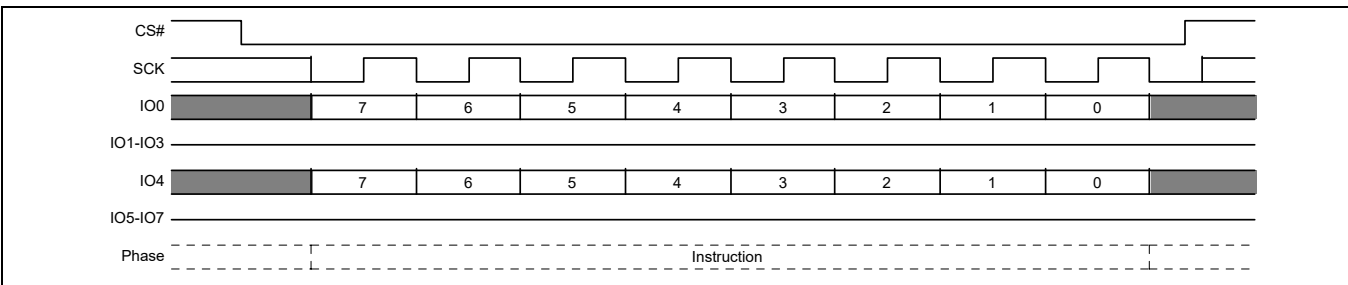 CS#
SCK
IO0 7 6 5 4 3 2 1 0
IO1-IO3
IO4 7 6 5 4 3 2 1 0
IO5-IO7
Phase Instruction